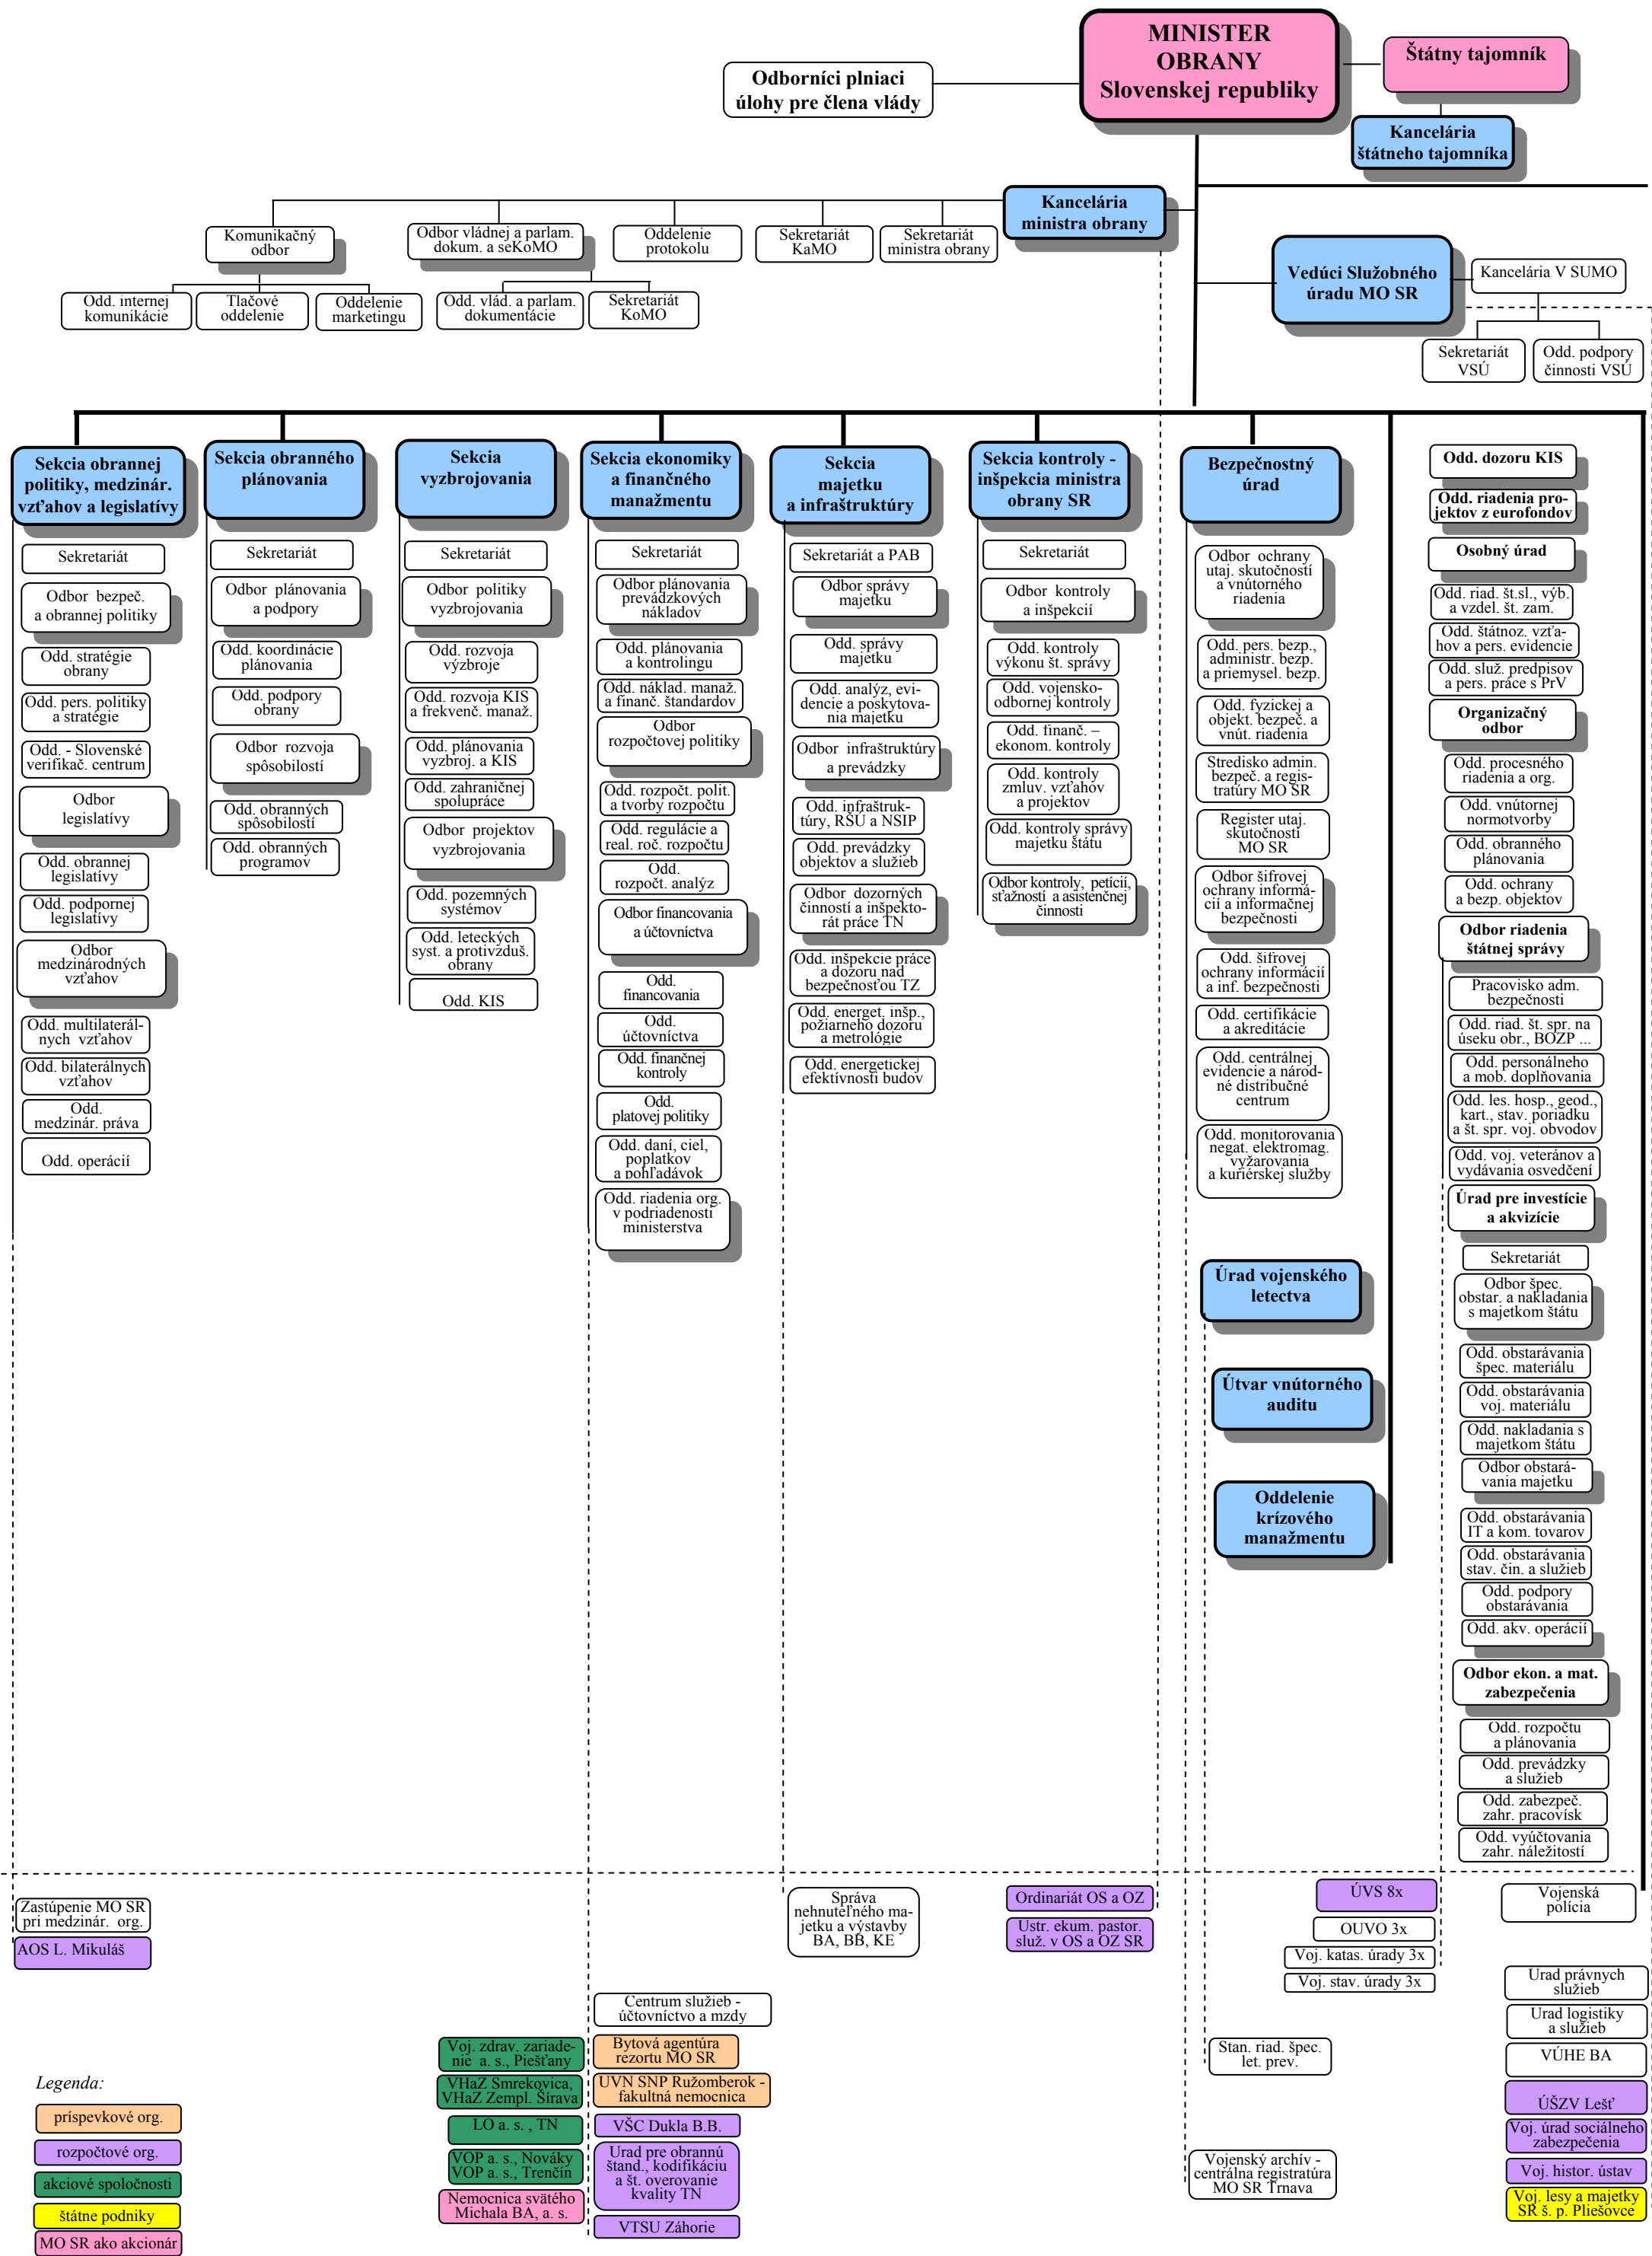 MINISTER
OBRANY
Slovenskej republiky
Štátny tajomník
Odborníci plniaci
úlohy pre člena vlády
Kancelária
štátneho tajomníka
Kancelária
ministra obrany
Komunikačný
odbor
Odbor vládnej a parlam.
dokum. a seKoMO
Oddelenie
protokolu
Sekretariát
KaMO
Sekretariát
ministra obrany
Odd. internej
komunikácie
Tlačové
oddelenie
Oddelenie
marketingu
Odd. vlád. a parlam.
dokumentácie
Sekretariát
KoMO
Vedúci Služobného
úradu MO SR
Kancelária V SUMO
Sekretariát
VSÚ
Odd. podpory
činnosti VSÚ
Sekcia obrannej
politiky, medzinár.
vzťahov a legislatívy
Sekretariát
Odbor bezpeč.
a obrannej politiky
Odd. stratégie
obrany
Odd. pers. politiky
a stratégie
Odd. - Slovenské
verifikač. centrum
Odbor
legislatívy
Odd. obrannej
legislatívy
Odd. podpornej
legislatívy
Odbor
medzinárodných
vzťahov
Odd. multilaterál-
nych vzťahov
Odd. bilaterálnych
vzťahov
Odd.
medzinár. práva
Odd. operácií
Sekcia obranného
plánovania
Sekretariát
Odbor plánovania
a podpory
Odd. koordinácie
plánovania
Odd. podpory
obrany
Odbor rozvoja
spôsobilostí
Odd. obranných
spôsobilostí
Odd. obranných
programov
Sekcia
vyzbrojovania
Sekretariát
Odbor politiky
vyzbrojovania
Odd. rozvoja
výzbroje
Odd. rozvoja KIS
a frekvenč. manaž.
Odd. plánovania
vyzbroj. a KIS
Odd. zahraničnej
spolupráce
Odbor projektov
vyzbrojovania
Odd. pozemných
systémov
Odd. leteckých
syst. a protivzduš.
obrany
Odd. KIS
Sekcia ekonomiky
a finančného
manažmentu
Sekretariát
Odbor plánovania
prevádzkových
nákladov
Odd. plánovania
a kontrolingu
Odd. náklad. manaž.
a finanč. štandardov
Odbor
rozpočtovej politiky
Odd. rozpočt. polit.
a tvorby rozpočtu
Odd. regulácie a
real. roč. rozpočtu
Odd.
rozpočt. analýz
Odbor financovania
a účtovníctva
Odd.
financovania
Odd.
účtovníctva
Odd. finančnej
kontroly
Odd.
platovej politiky
Odd. daní, ciel,
poplatkov
a pohľadávok
Odd. riadenia org.
v podriadenosti
ministerstva
Sekcia
majetku
a infraštruktúry
Sekretariát a PAB
Odbor správy
majetku
Odd. správy
majetku
Odd. analýz, evi-
dencie a poskytova-
nia majetku
Odbor infraštruktúry
a prevádzky
Odd. infraštruk-
túry, RSÚ a NSIP
Odd. prevádzky
objektov a služieb
Odbor dozorných
činností a inšpekto-
rát práce TN
Odd. inšpekcie práce
a dozoru nad
bezpečnosťou TZ
Odd. energet. inšp.,
požiarneho dozoru
a metrológie
Odd. energetickej
efektívnosti budov
Sekcia kontroly -
inšpekcia ministra
obrany SR
Sekretariát
Odbor kontroly
a inšpekcií
Odd. kontroly
výkonu št. správy
Odd. vojensko-
odbornej kontroly
Odd. finanč. –
ekonom. kontroly
Odd. kontroly
zmluv. vzťahov
a projektov
Odd. kontroly správy
majetku štátu
Odbor kontroly, petícií,
sťažností a asistenčnej
činnosti
Bezpečnostný
úrad
Odbor ochrany
utaj. skutočností
a vnútorného
riadenia
Odd. pers. bezp.,
administr. bezp.
a priemysel. bezp.
Odd. fyzickej a
objekt. bezpeč. a
vnút. riadenia
Stredisko admin.
bezpeč. a regis-
tratúry MO SR
Register utaj.
skutočností
MO SR
Odbor šifrovej
ochrany informá-
cií a informačnej
bezpečnosti
Odd. šifrovej
ochrany informácií
a inf. bezpečnosti
Odd. certifikácie
a akreditácie
Odd. centrálnej
evidencie a národ-
né distribučné
centrum
Odd. monitorovania
negat. elektromag.
vyžarovania
a kuriérskej služby
Úrad vojenského
letectva
Útvar vnútorného
auditu
Oddelenie
krízového
manažmentu
Odd. dozoru KIS
Odd. riadenia pro-
jektov z eurofondov
Osobný úrad
Odd. riad. št.sl., výb.
a vzdel. št. zam.
Odd. štátnoz. vzťa-
hov a pers. evidencie
Odd. služ. predpisov
a pers. práce s PrV
Organizačný
odbor
Odd. procesného
riadenia a org.
Odd. vnútornej
normotvorby
Odd. obranného
plánovania
Odd. ochrany
a bezp. objektov
Odbor riadenia
štátnej správy
Pracovisko adm.
bezpečnosti
Odd. riad. št. spr. na
úseku obr., BOZP ...
Odd. personálneho
a mob. doplňovania
Odd. les. hosp., geod.,
kart., stav. poriadku
a št. spr. voj. obvodov
Odd. voj. veteránov a
vydávania osvedčení
Úrad pre investície
a akvizície
Sekretariát
Odbor špec.
obstar. a nakladania
s majetkom štátu
Odd. obstarávania
špec. materiálu
Odd. obstarávania
voj. materiálu
Odd. nakladania s
majetkom štátu
Odbor obstará-
vania majetku
Odd. obstarávania
IT a kom. tovarov
Odd. obstarávania
stav. čin. a služieb
Odd. podpory
obstarávania
Odd. akv. operácií
Odbor ekon. a mat.
zabezpečenia
Odd. rozpočtu
a plánovania
Odd. prevádzky
a služieb
Odd. zabezpeč.
zahr. pracovísk
Odd. vyúčtovania
zahr. náležitostí
Zastúpenie MO SR
pri medzinár. org.
AOS L. Mikuláš
Správa
nehnuteľného ma-
jetku a výstavby
BA, BB, KE
Ordinariát OS a OZ
Ustr. ekum. pastor.
služ. v OS a OZ SR
ÚVS 8x
OUVO 3x
Voj. katas. úrady 3x
Voj. stav. úrady 3x
Vojenská
polícia
Urad právnych
služieb
Urad logistiky
a služieb
VÚHE BA
ÚŠZV Lešť
Voj. úrad sociálneho
zabezpečenia
Voj. histor. ústav
Voj. lesy a majetky
SR š. p. Pliešovce
Centrum služieb -
účtovníctvo a mzdy
Voj. zdrav. zariade-
nie a. s., Piešťany
Bytová agentúra
rezortu MO SR
VHaZ Smrekovica,
VHaZ Zempl. Šírava
UVN SNP Ružomberok -
fakultná nemocnica
LO a. s. , TN
VŠC Dukla B.B.
VOP a. s., Nováky
VOP a. s., Trenčín
Urad pre obrannú
štand., kodifikáciu
a št. overovanie
kvality TN
Nemocnica svätého
Michala BA, a. s.
VTSU Záhorie
Stan. riad. špec.
let. prev.
Vojenský archív -
centrálna registratúra
MO SR Trnava
Legenda:
príspevkové org.
rozpočtové org.
akciové spoločnosti
štátne podniky
MO SR ako akcionár